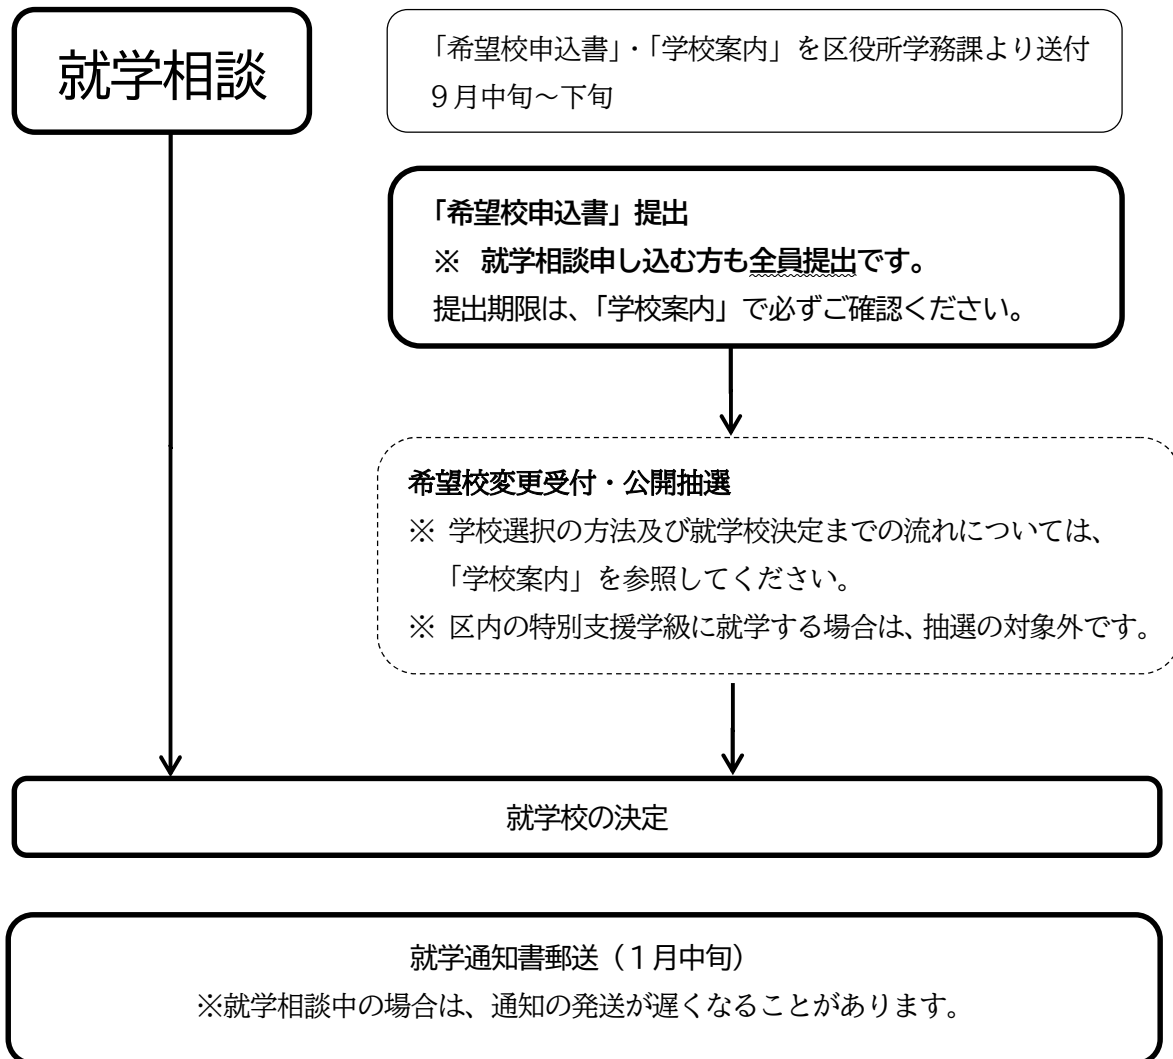 就学相談
「希望校申込書」・「学校案内」を区役所学務課より送付
９月中旬～下旬
「希望校申込書」提出
※　就学相談申し込む方も全員提出です。
提出期限は、「学校案内」で必ずご確認ください。
希望校変更受付・公開抽選
※ 学校選択の方法及び就学校決定までの流れについては、
「学校案内」を参照してください。
※ 区内の特別支援学級に就学する場合は、抽選の対象外です。
就学校の決定
就学通知書郵送（１月中旬）
※就学相談中の場合は、通知の発送が遅くなることがあります。